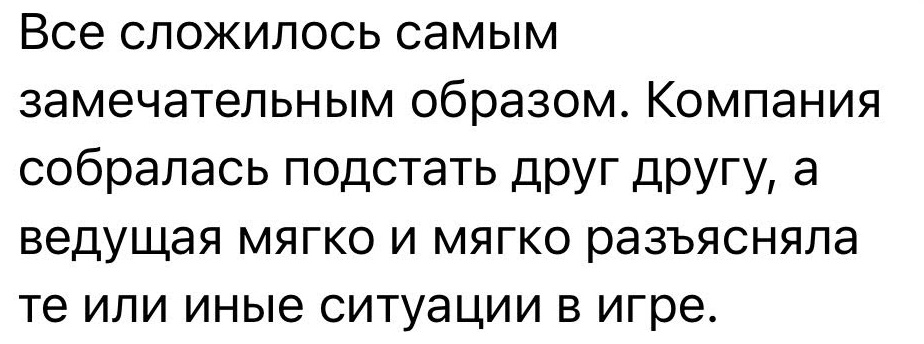 Все сложилось самым
замечательным образом. Компания
собралась подстать друг другу, а
ведущая мягко и мягко разъясняла
те или иные ситуации в игре.